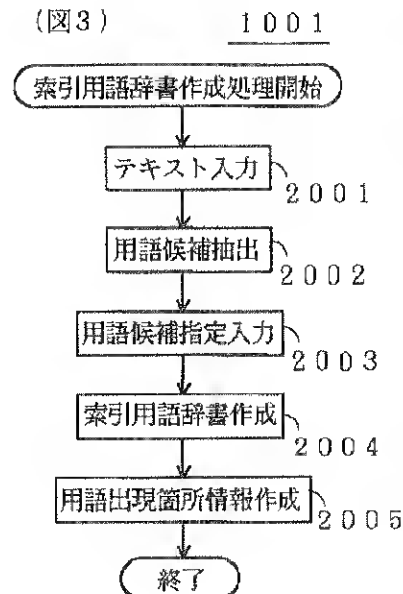 (図3) 1001
索引用語辞書作成処理開始
テキスト入力
2001
用語候補抽出
2002
用語候補指定入力
2003
索引用語辞書作成
2004
用語出現箇所情報作成
2005
終了